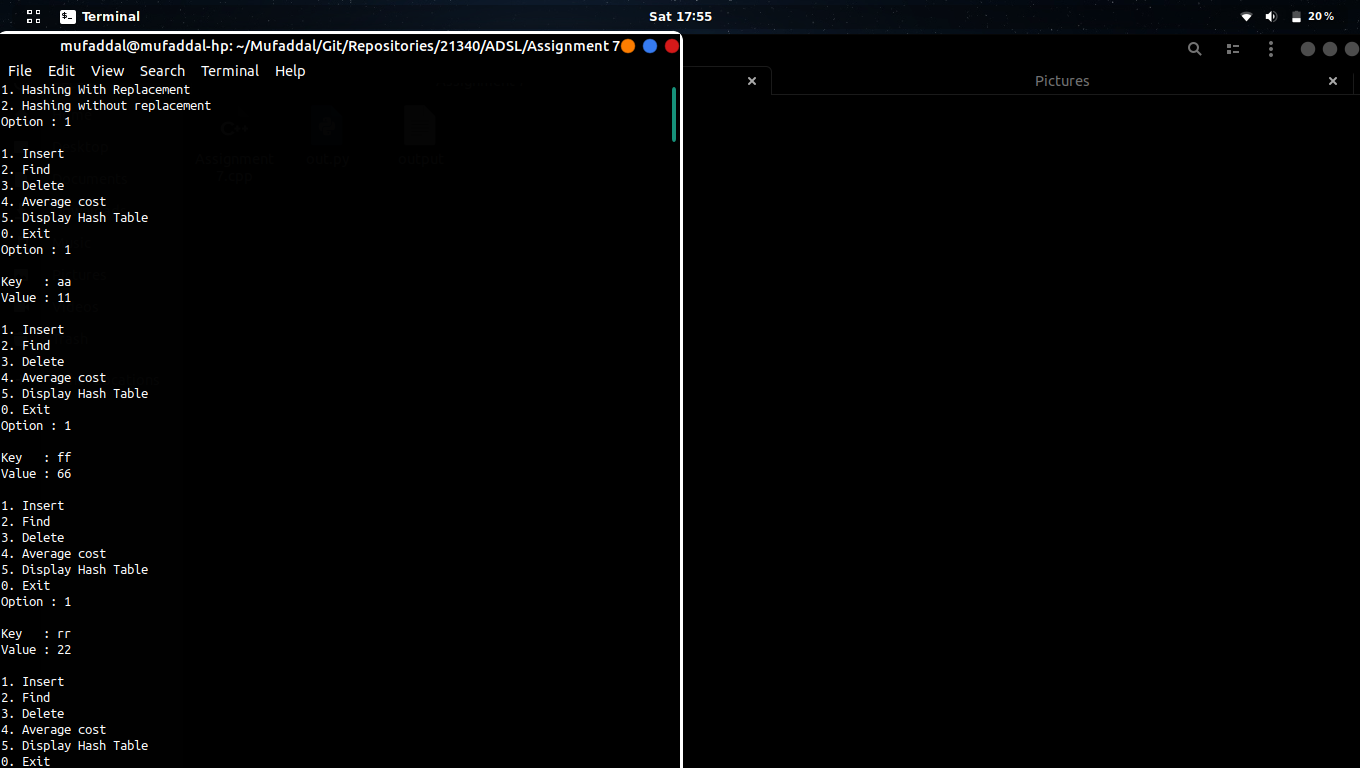 Terminal
Sat 17:55
20 %
mufaddal@mufaddal-hp: ~/Mufaddal/Git/Repositories/21340/ADSL/Assignment 7
File Edit View Search Terminal Help
Pictures
1. Hashing With Replacement
2. Hashing without replacement
Option : 1
1. Insert
2. Find
3. Delete
4. Average cost
5. Display Hash Table
0. Exit
Option : 1
Key   : aa
Value : 11
1. Insert
2. Find
3. Delete
4. Average cost
5. Display Hash Table
0. Exit
Option : 1
Key   : ff
Value : 66
1. Insert
2. Find
3. Delete
4. Average cost
5. Display Hash Table
0. Exit
Option : 1
Key   : rr
Value : 22
1. Insert
2. Find
3. Delete
4. Average cost
5. Display Hash Table
0. Exit